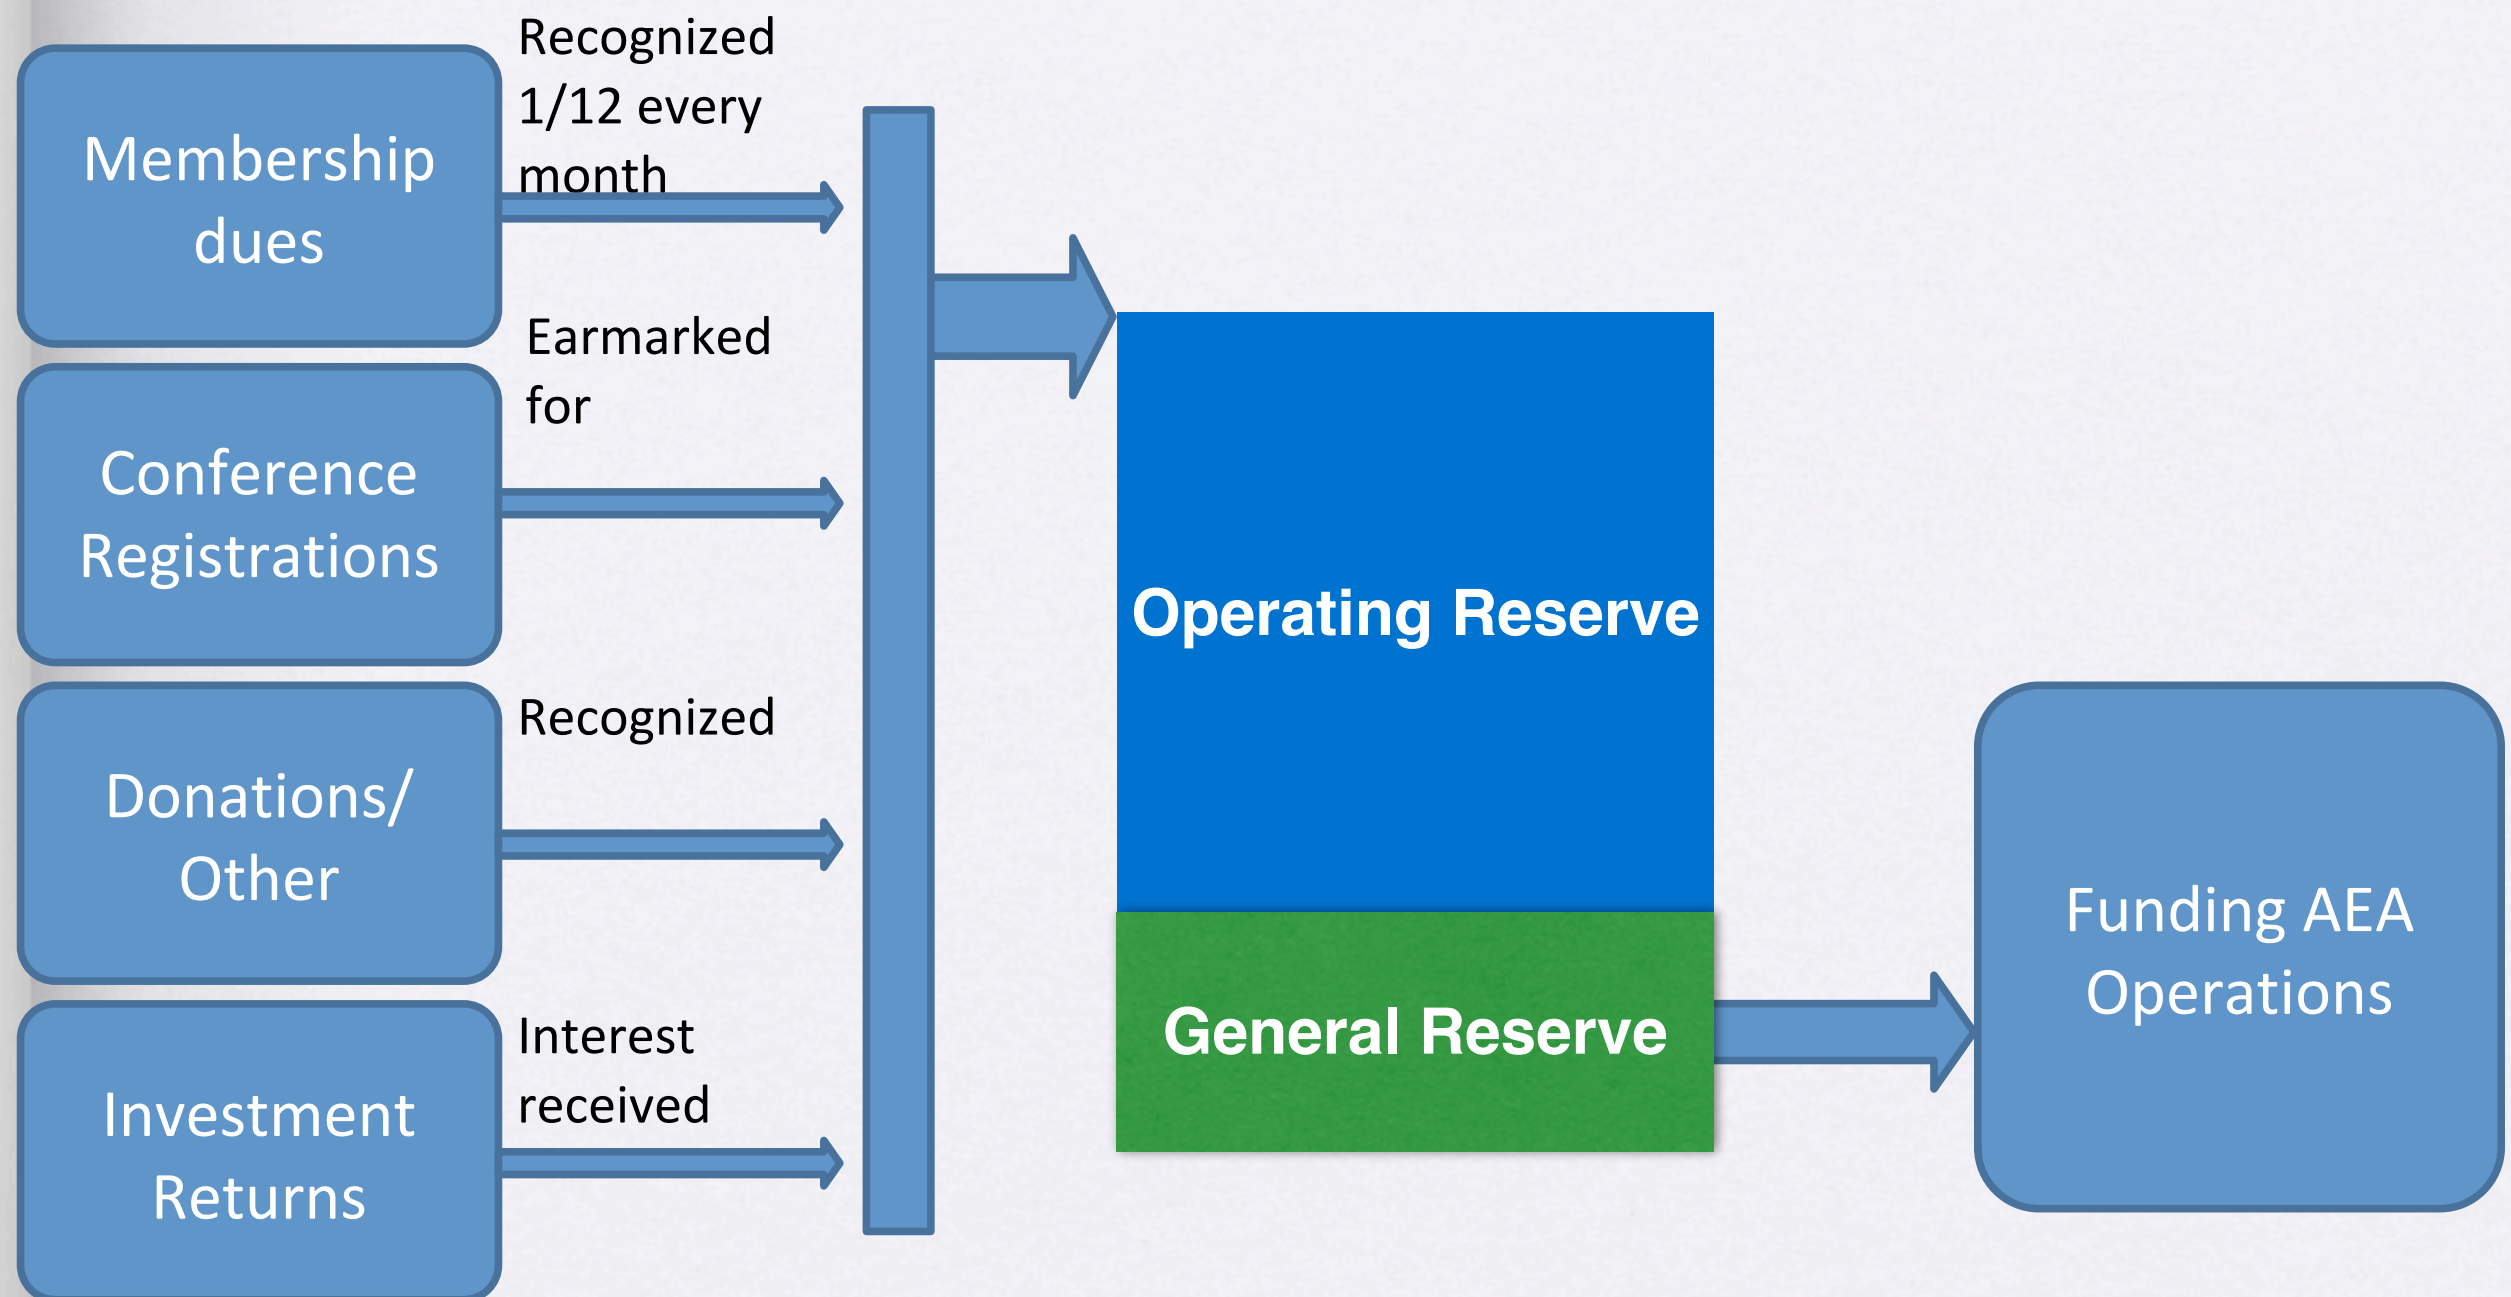 Membership
dues
Recognized
1/12 every
month
Conference
Registrations
Earmarked
for
Donations/
Other
Recognized
Investment
Returns
Interest
received
Operating Reserve
General Reserve
Funding AEA
Operations